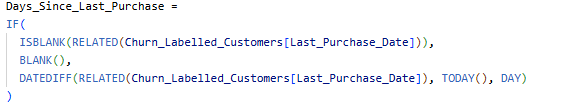 Days_Since_Last_Purchase =
IF(
ISBLANK(RELATED(Churn_Labelled_Customers[Last_Purchase_Date])),
BLANK(),
DATEDIFF(RELATED(Churn_Labelled_Customers[Last_Purchase_Date]), TODAY(), DAY)
)